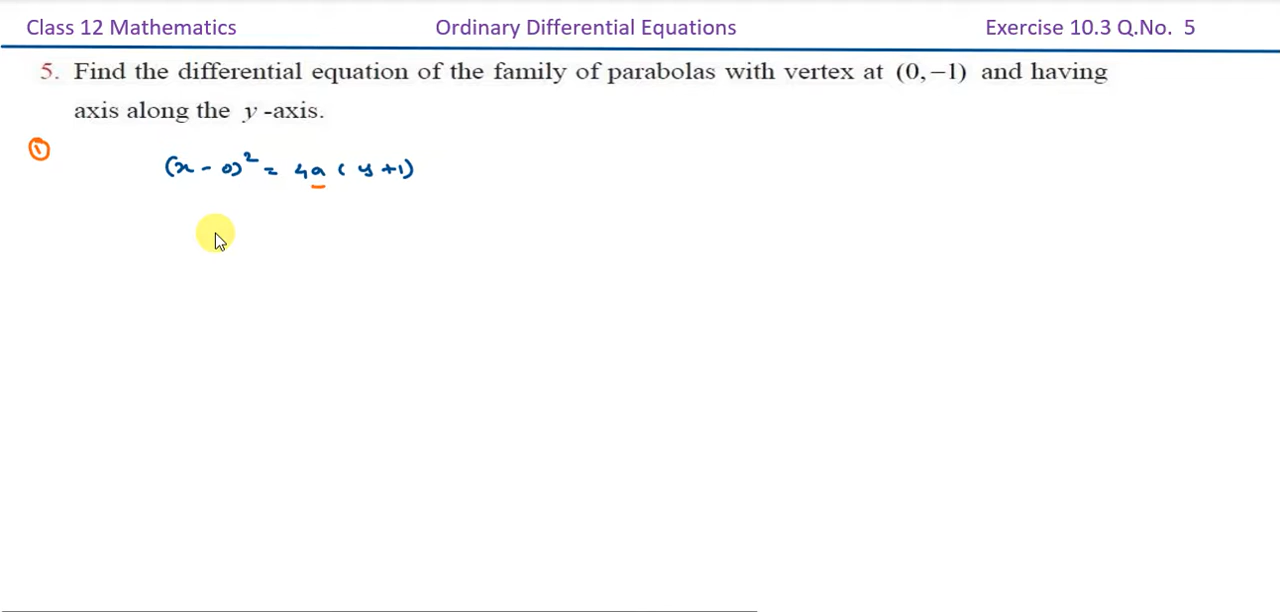 Class 12 Mathematics Ordinary Differential Equations Exercise 10.3 Q.No. 5
5. Find the differential equation of the family of parabolas with vertex at (0,−1) and having
axis along the y -axis.
①
(x - 0)² = 4a (y+1)